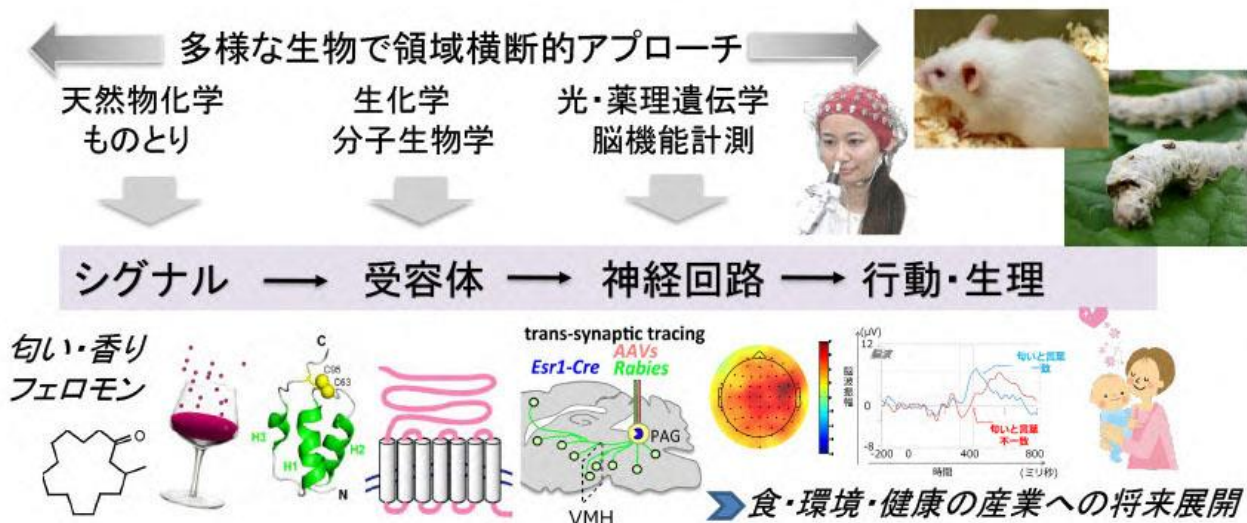 多様な生物で領域横断的アプローチ
天然物化学
ものとり
生化学
分子生物学
光・薬理遺伝学
脳機能計測
シグナル
受容体
神経回路
行動・生理
匂い・香り
フェロモン
O
C
C98
C63
H3
H1
H2
N
trans-synaptic tracing
Esr1-Cre
AAVs
Rabies
PAG
VMH
(μV)
12
脳波
脳波振幅
0
-8
匂いと言葉
一致
匂いと言葉
不一致
-200 0 400 800
時間 (ミリ秒)
食・環境・健康の産業への将来展開